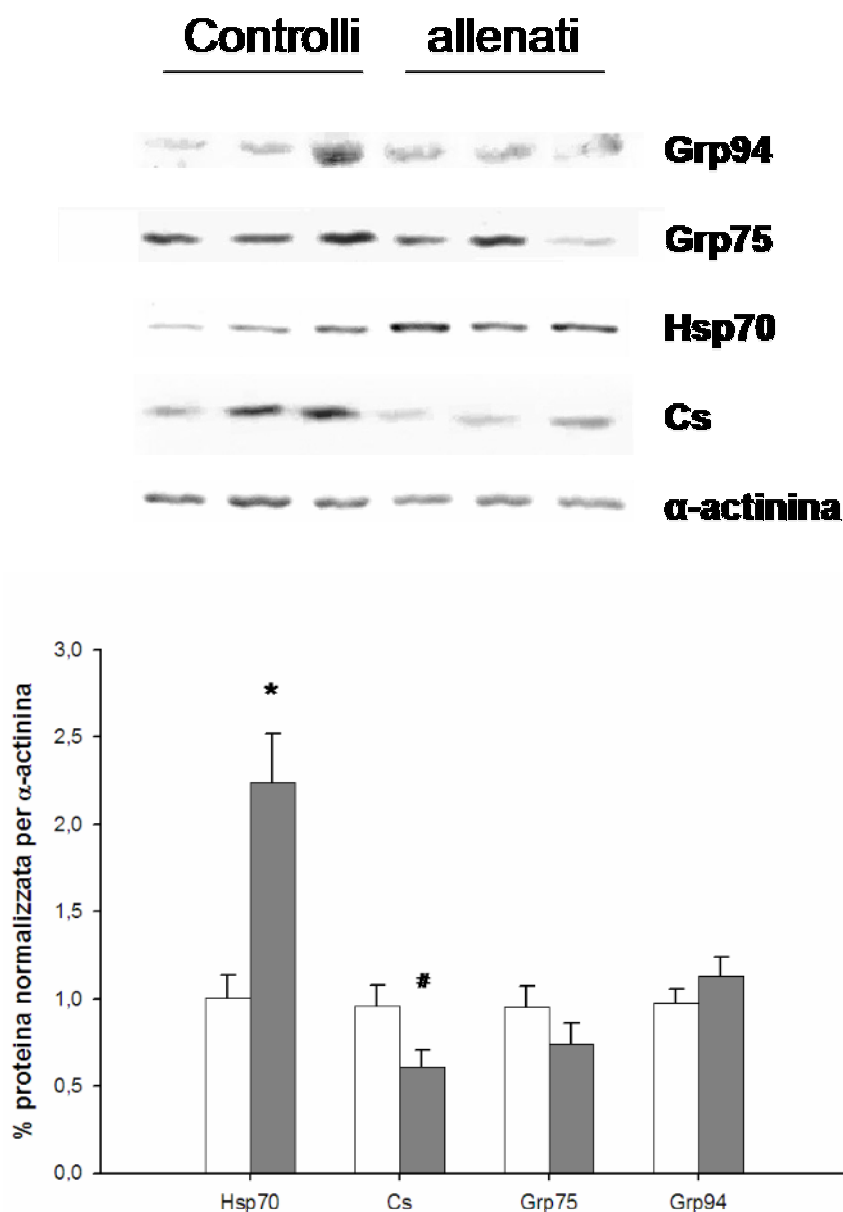 Controlli allenati
Grp94
Grp75
Hsp70
Cs
α-actinina
% proteina normalizzata per α-actinina
3,0
2,5
2,0
1,5
1,0
0,5
0,0
*
#
Hsp70 Cs Grp75 Grp94